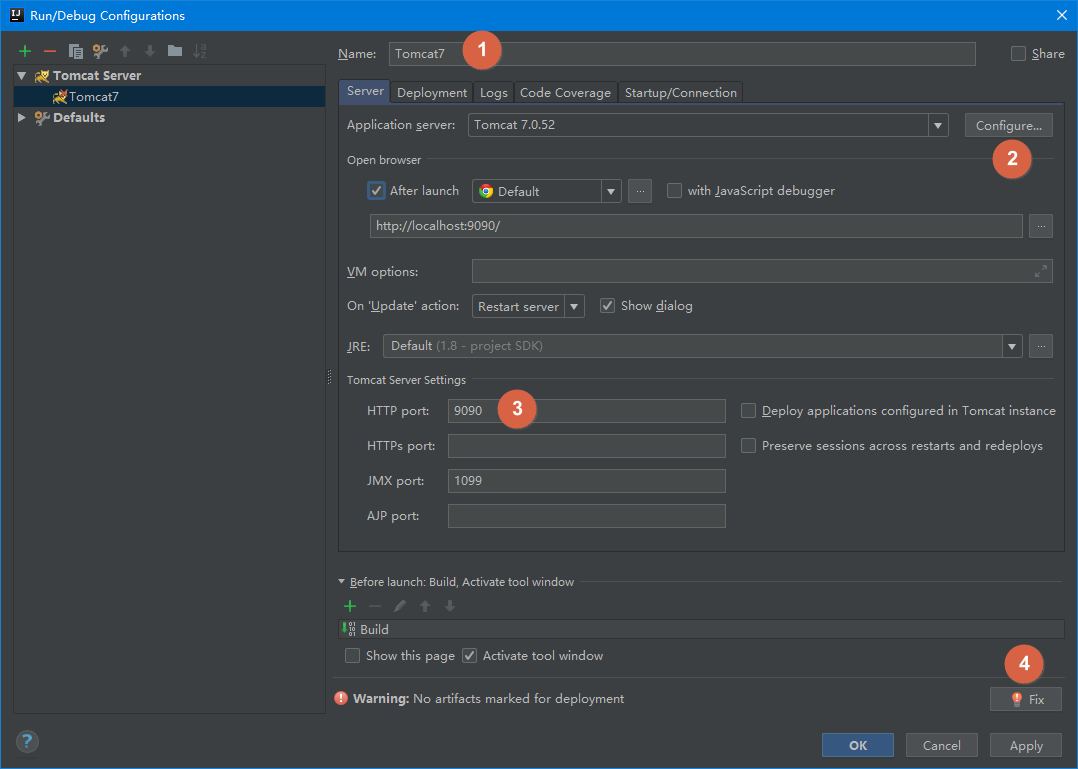 Run/Debug Configurations
Tomcat Server
Tomcat7
Defaults
Name: Tomcat7 1 Share
Server Deployment Logs Code Coverage Startup/Connection
Application server: Tomcat 7.0.52 Configure...
2
Open browser
After launch Default ... with JavaScript debugger
http://localhost:9090/ ...
VM options:
On 'Update' action: Restart server Show dialog
JRE: Default (1.8 - project SDK) ...
Tomcat Server Settings
HTTP port: 9090 3 Deploy applications configured in Tomcat instance
HTTPs port: Preserve sessions across restarts and redeploys
JMX port: 1099
AJP port:
Before launch: Build, Activate tool window
Build
Show this page Activate tool window
4
Warning: No artifacts marked for deployment Fix
? OK Cancel Apply